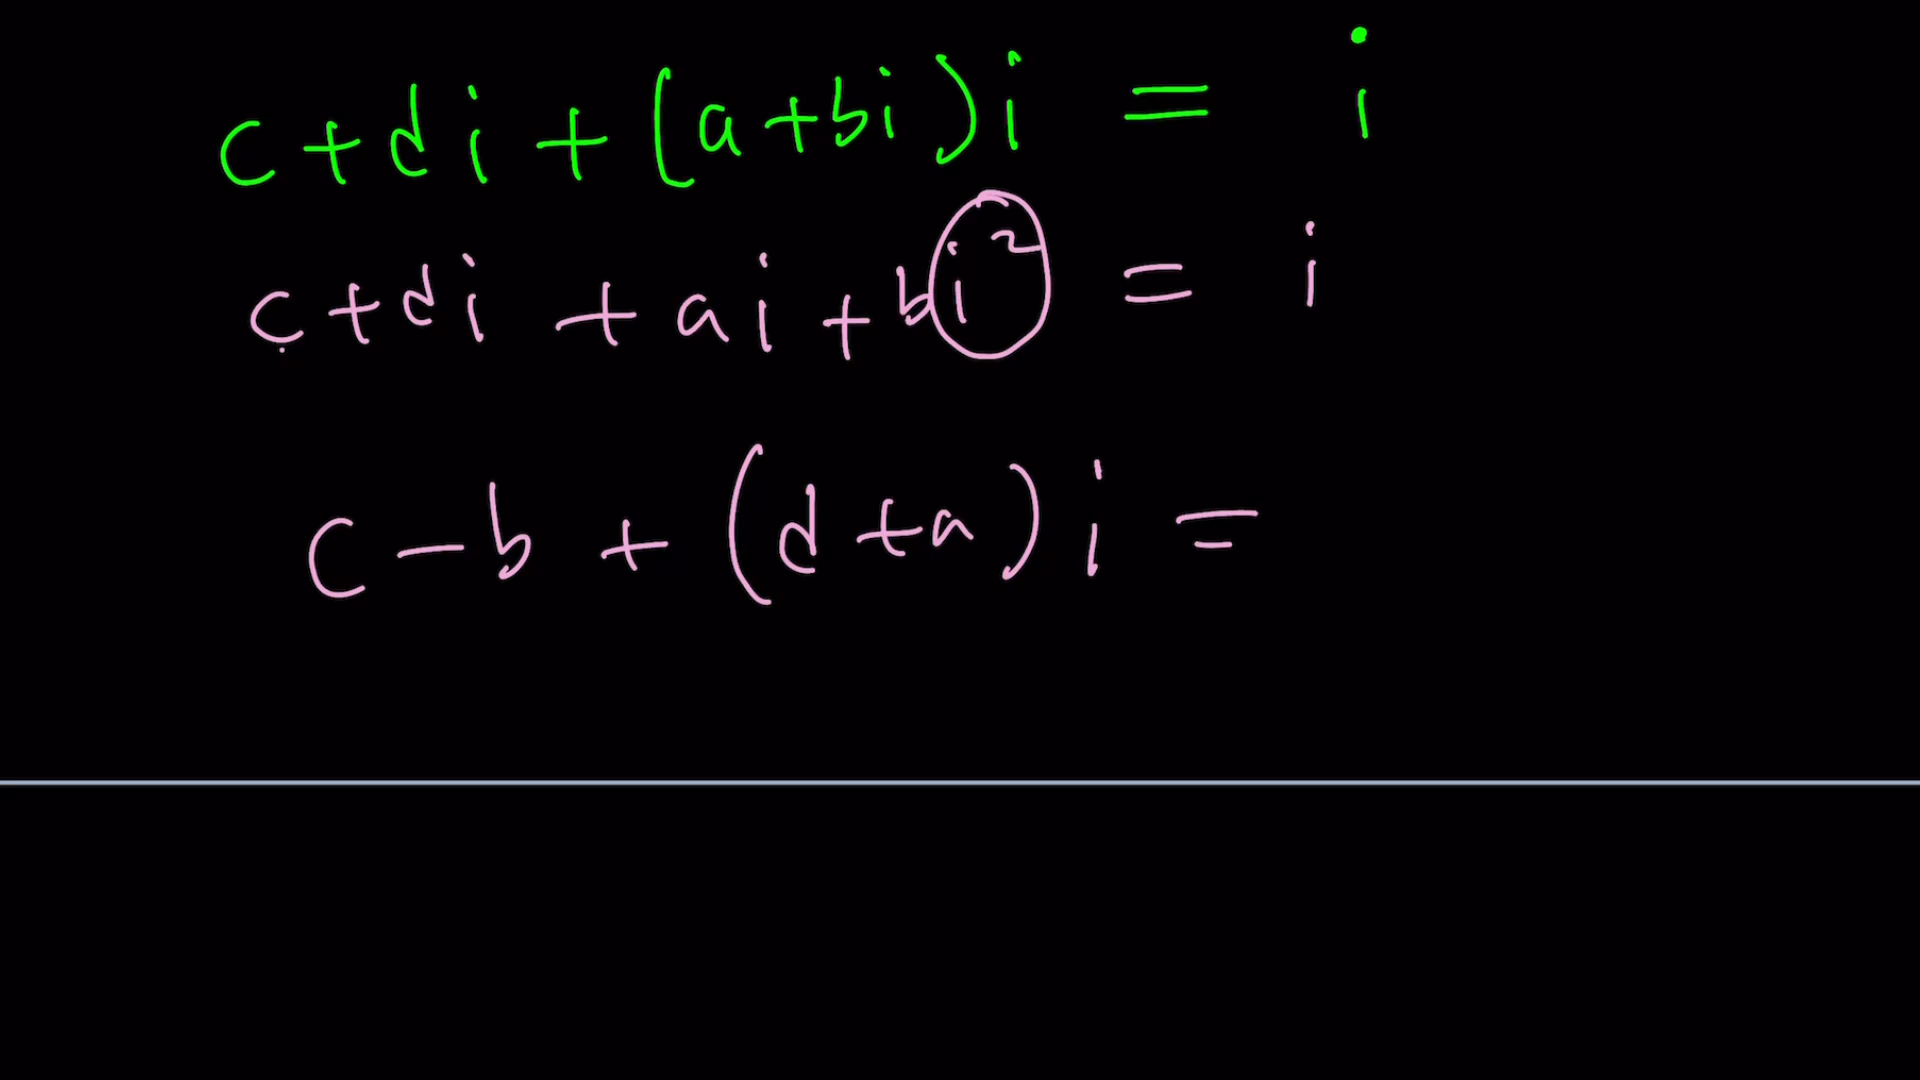 c+di+(a+bi)i = i
c+di +ai+bi² = i
c-b+(d+a)i =